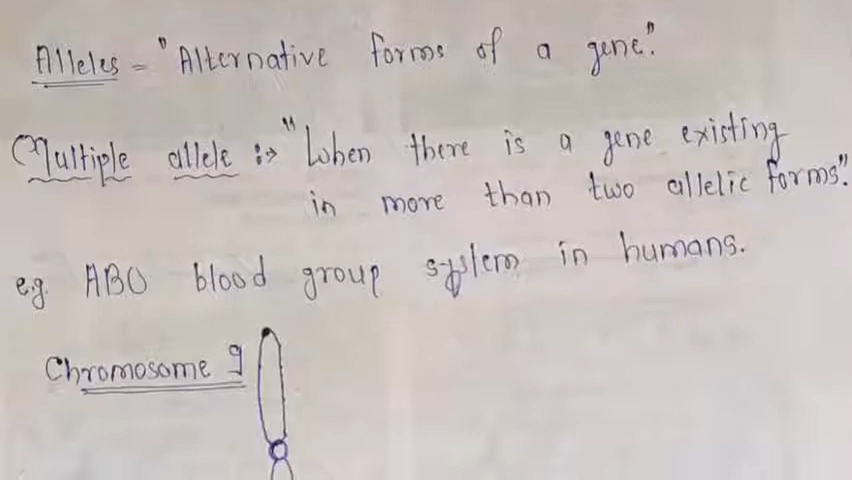 Alleles = "Alternative forms of a gene".
Multiple allele :→ "When there is a gene existing
in more than two allelic forms".
e.g. ABO blood group system in humans.
Chromosome 9